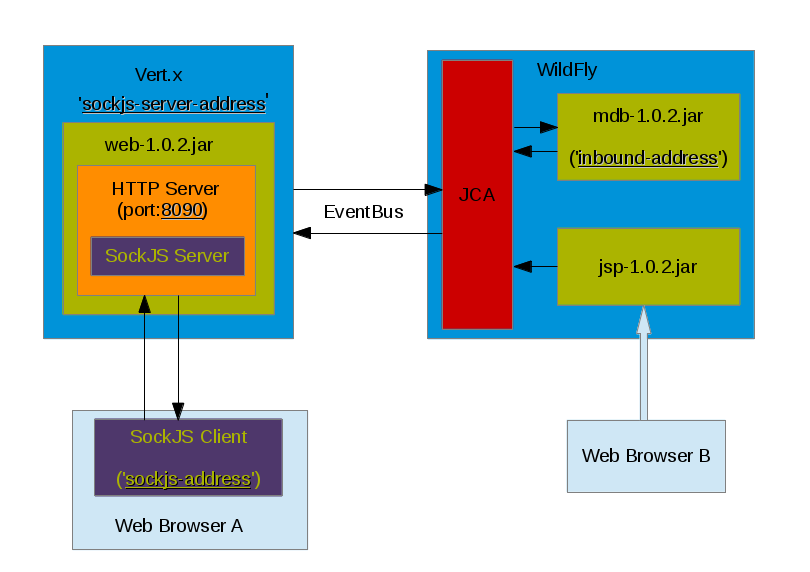 Vert.x
'sockjs-server-address'
web-1.0.2.jar
HTTP Server
(port:8090)
SockJS Server
EventBus
WildFly
JCA
mdb-1.0.2.jar
('inbound-address')
jsp-1.0.2.jar
SockJS Client
('sockjs-address')
Web Browser A
Web Browser B